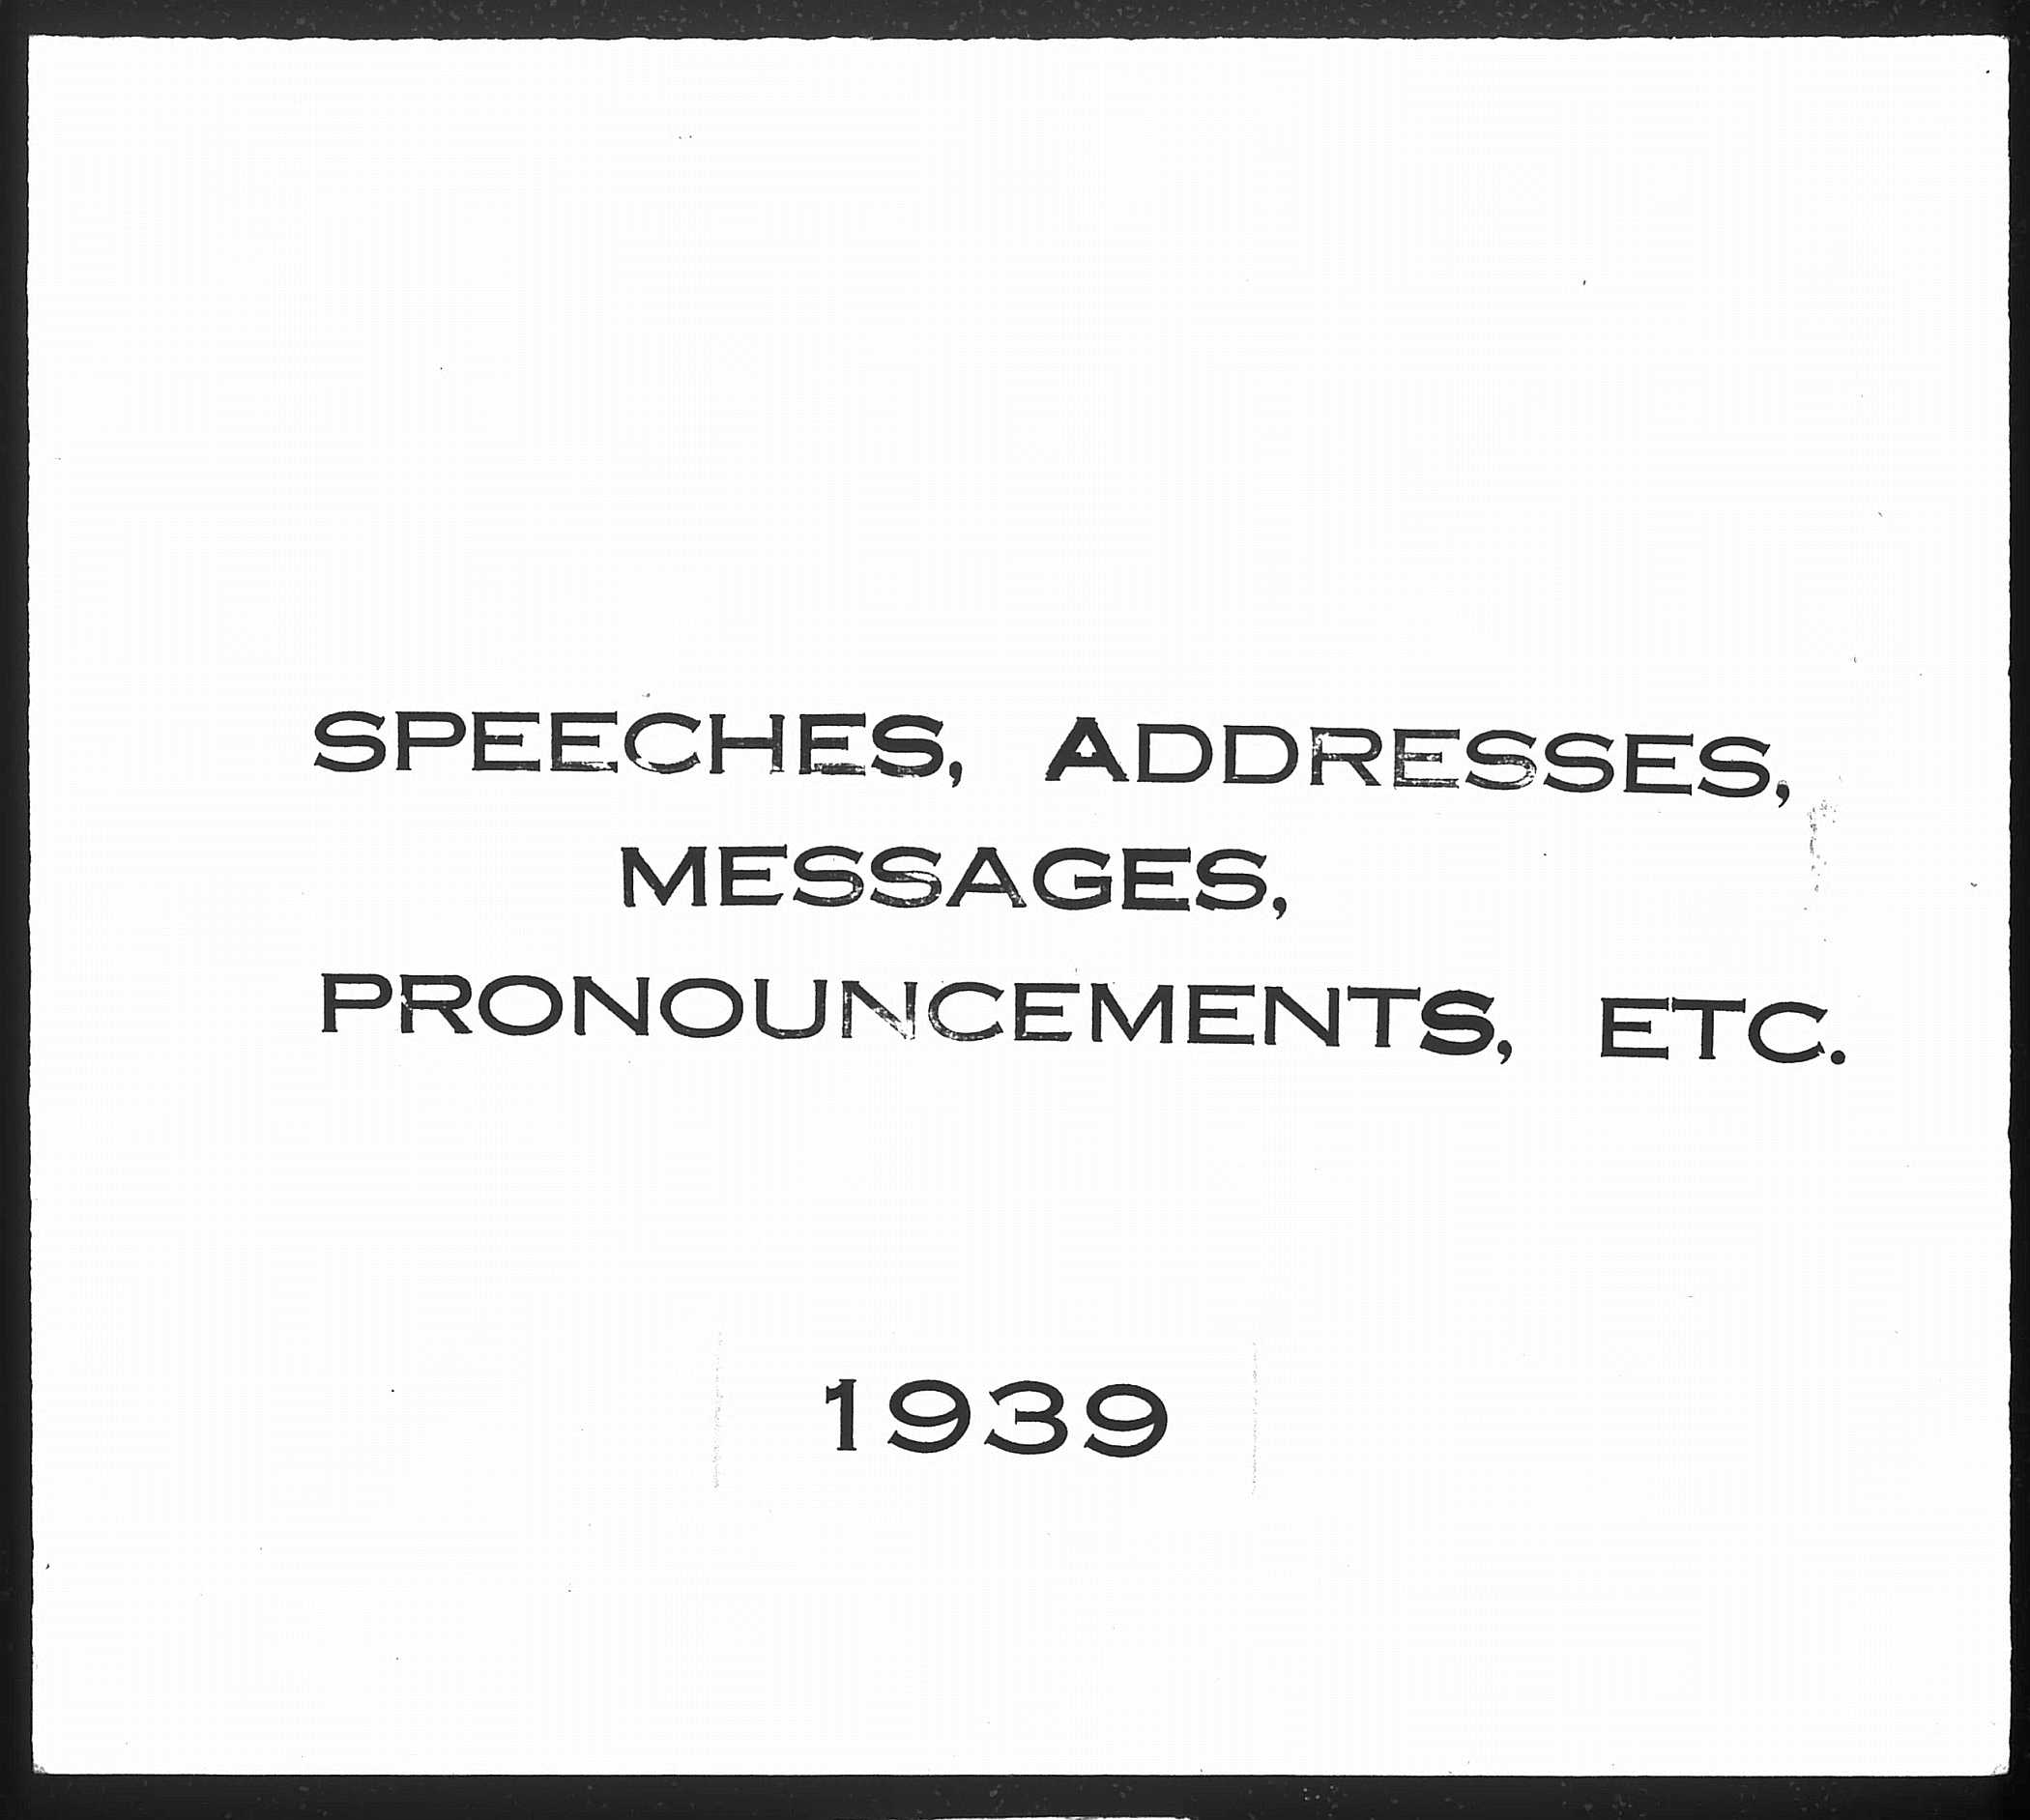 SPEECHES, ADDRESSES,
MESSAGES,
PRONOUNCEMENTS, ETC.
1939